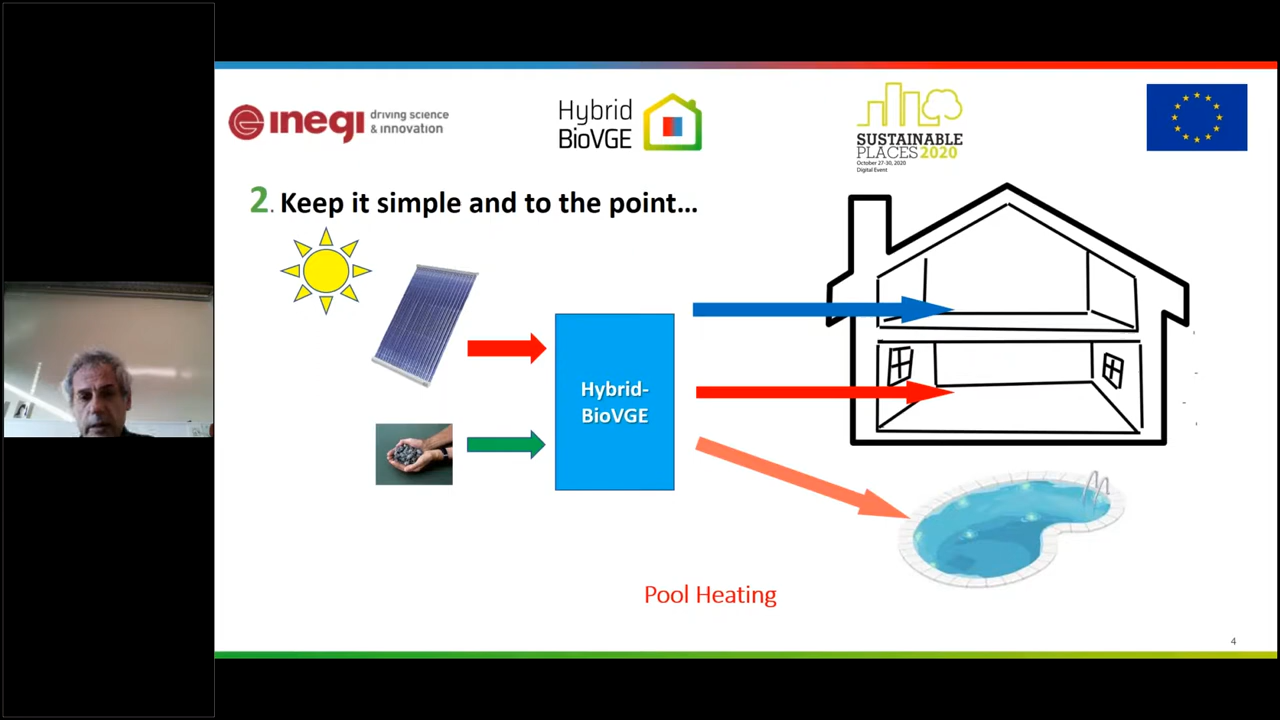 inegi driving science
& innovation
Hybrid
BioVGE
SUSTAINABLE
PLACES 2020
October 27-30, 2020
Digital Event
2. Keep it simple and to the point...
Hybrid-
BioVGE
Pool Heating
4